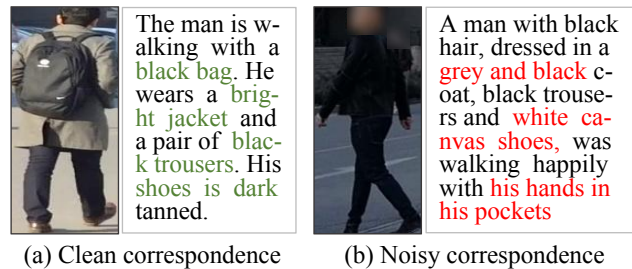 The man is w-
alking with a
black bag. He
wears a brig-
ht jacket and
a pair of blac-
k trousers. His
shoes is dark
tanned.
A man with black
hair, dressed in a
grey and black c-
oat, black trouse-
rs and white ca-
nvas shoes, was
walking happily
with his hands in
his pockets
(a) Clean correspondence
(b) Noisy correspondence